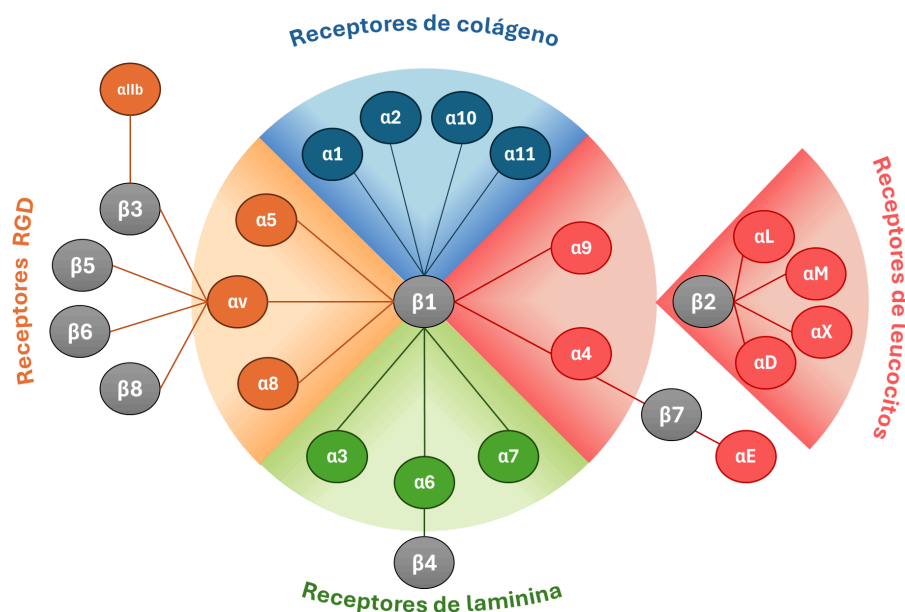 Receptores de colágeno
αIIb
α2
α10
α1
α11
Receptores RGD
β3
α5
α9
αL
β5
αM
αv
β1
β2
β6
αX
α4
αD
β8
α8
Receptores de leucocitos
β7
α3
α6
α7
αE
β4
Receptores de laminina